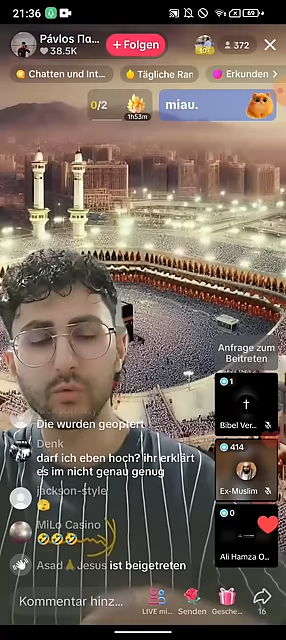 21:36
69
Pávlos Πα...
38.5K
+ Folgen
10+
372
Chatten und Int...
Tägliche Ran
Erkunden >
0/2
1h53m
miau.
Anfrage zum
Beitreten
1
Bibel Ver...
414
Ex-Muslim
0
Ali Hamza O...
Die wurden geopfert
Denk
darf ich eben hoch? ihr erklärt
es im nicht genau genug
jackson-style
MiLo Casino
Asad Jesus ist beigetreten
Kommentar hinz...
LIVE mi...
Senden
Gesche...
16